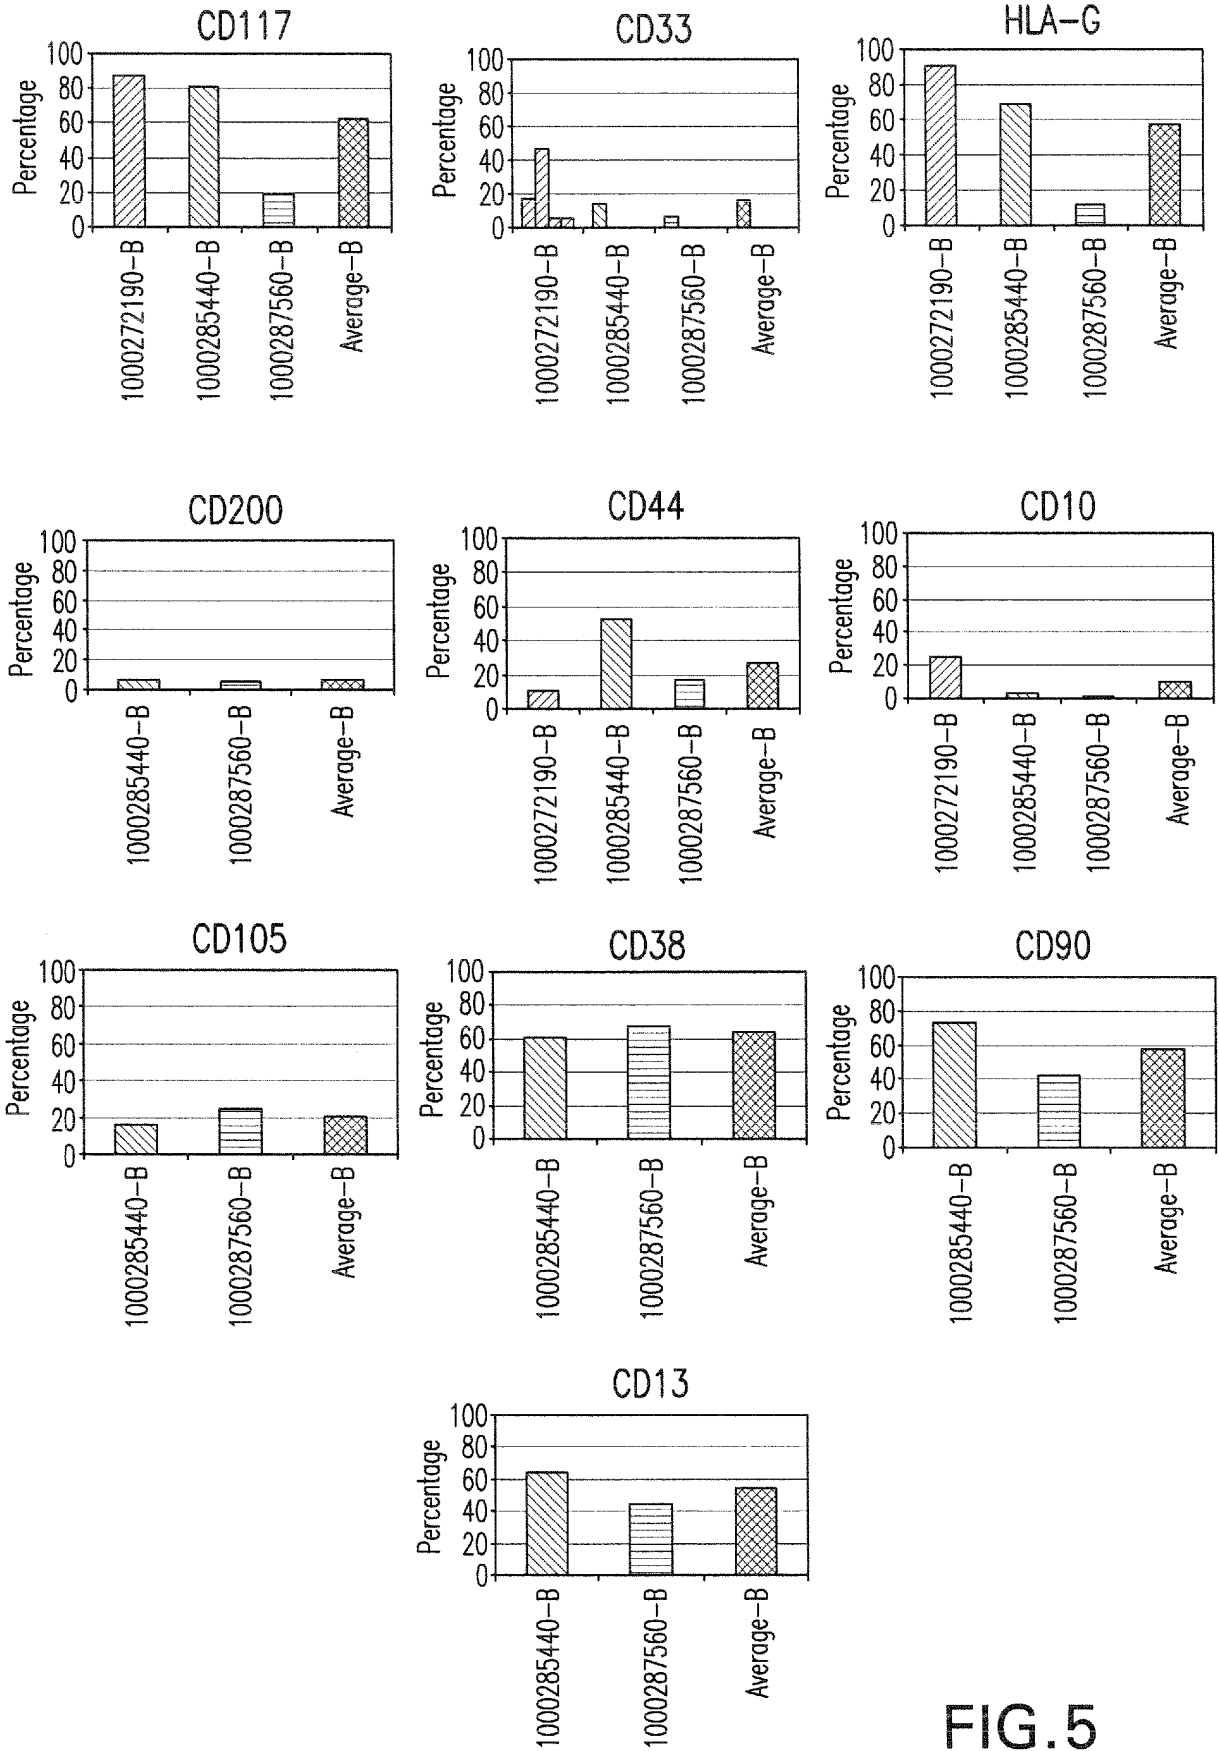 CD117
Percentage
100
80
60
40
20
0
1000272190-B
1000285440-B
1000287560-B
Average-B
CD33
Percentage
100
80
60
40
20
0
1000272190-B
1000285440-B
1000287560-B
Average-B
HLA-G
Percentage
100
80
60
40
20
0
1000272190-B
1000285440-B
1000287560-B
Average-B
CD200
Percentage
100
80
60
40
20
0
1000285440-B
1000287560-B
Average-B
CD44
Percentage
100
80
60
40
20
0
1000272190-B
1000285440-B
1000287560-B
Average-B
CD10
Percentage
100
80
60
40
20
0
1000272190-B
1000285440-B
1000287560-B
Average-B
CD105
Percentage
100
80
60
40
20
0
1000285440-B
1000287560-B
Average-B
CD38
Percentage
100
80
60
40
20
0
1000285440-B
1000287560-B
Average-B
CD90
Percentage
100
80
60
40
20
0
1000285440-B
1000287560-B
Average-B
CD13
Percentage
100
80
60
40
20
0
1000285440-B
1000287560-B
Average-B
FIG.5